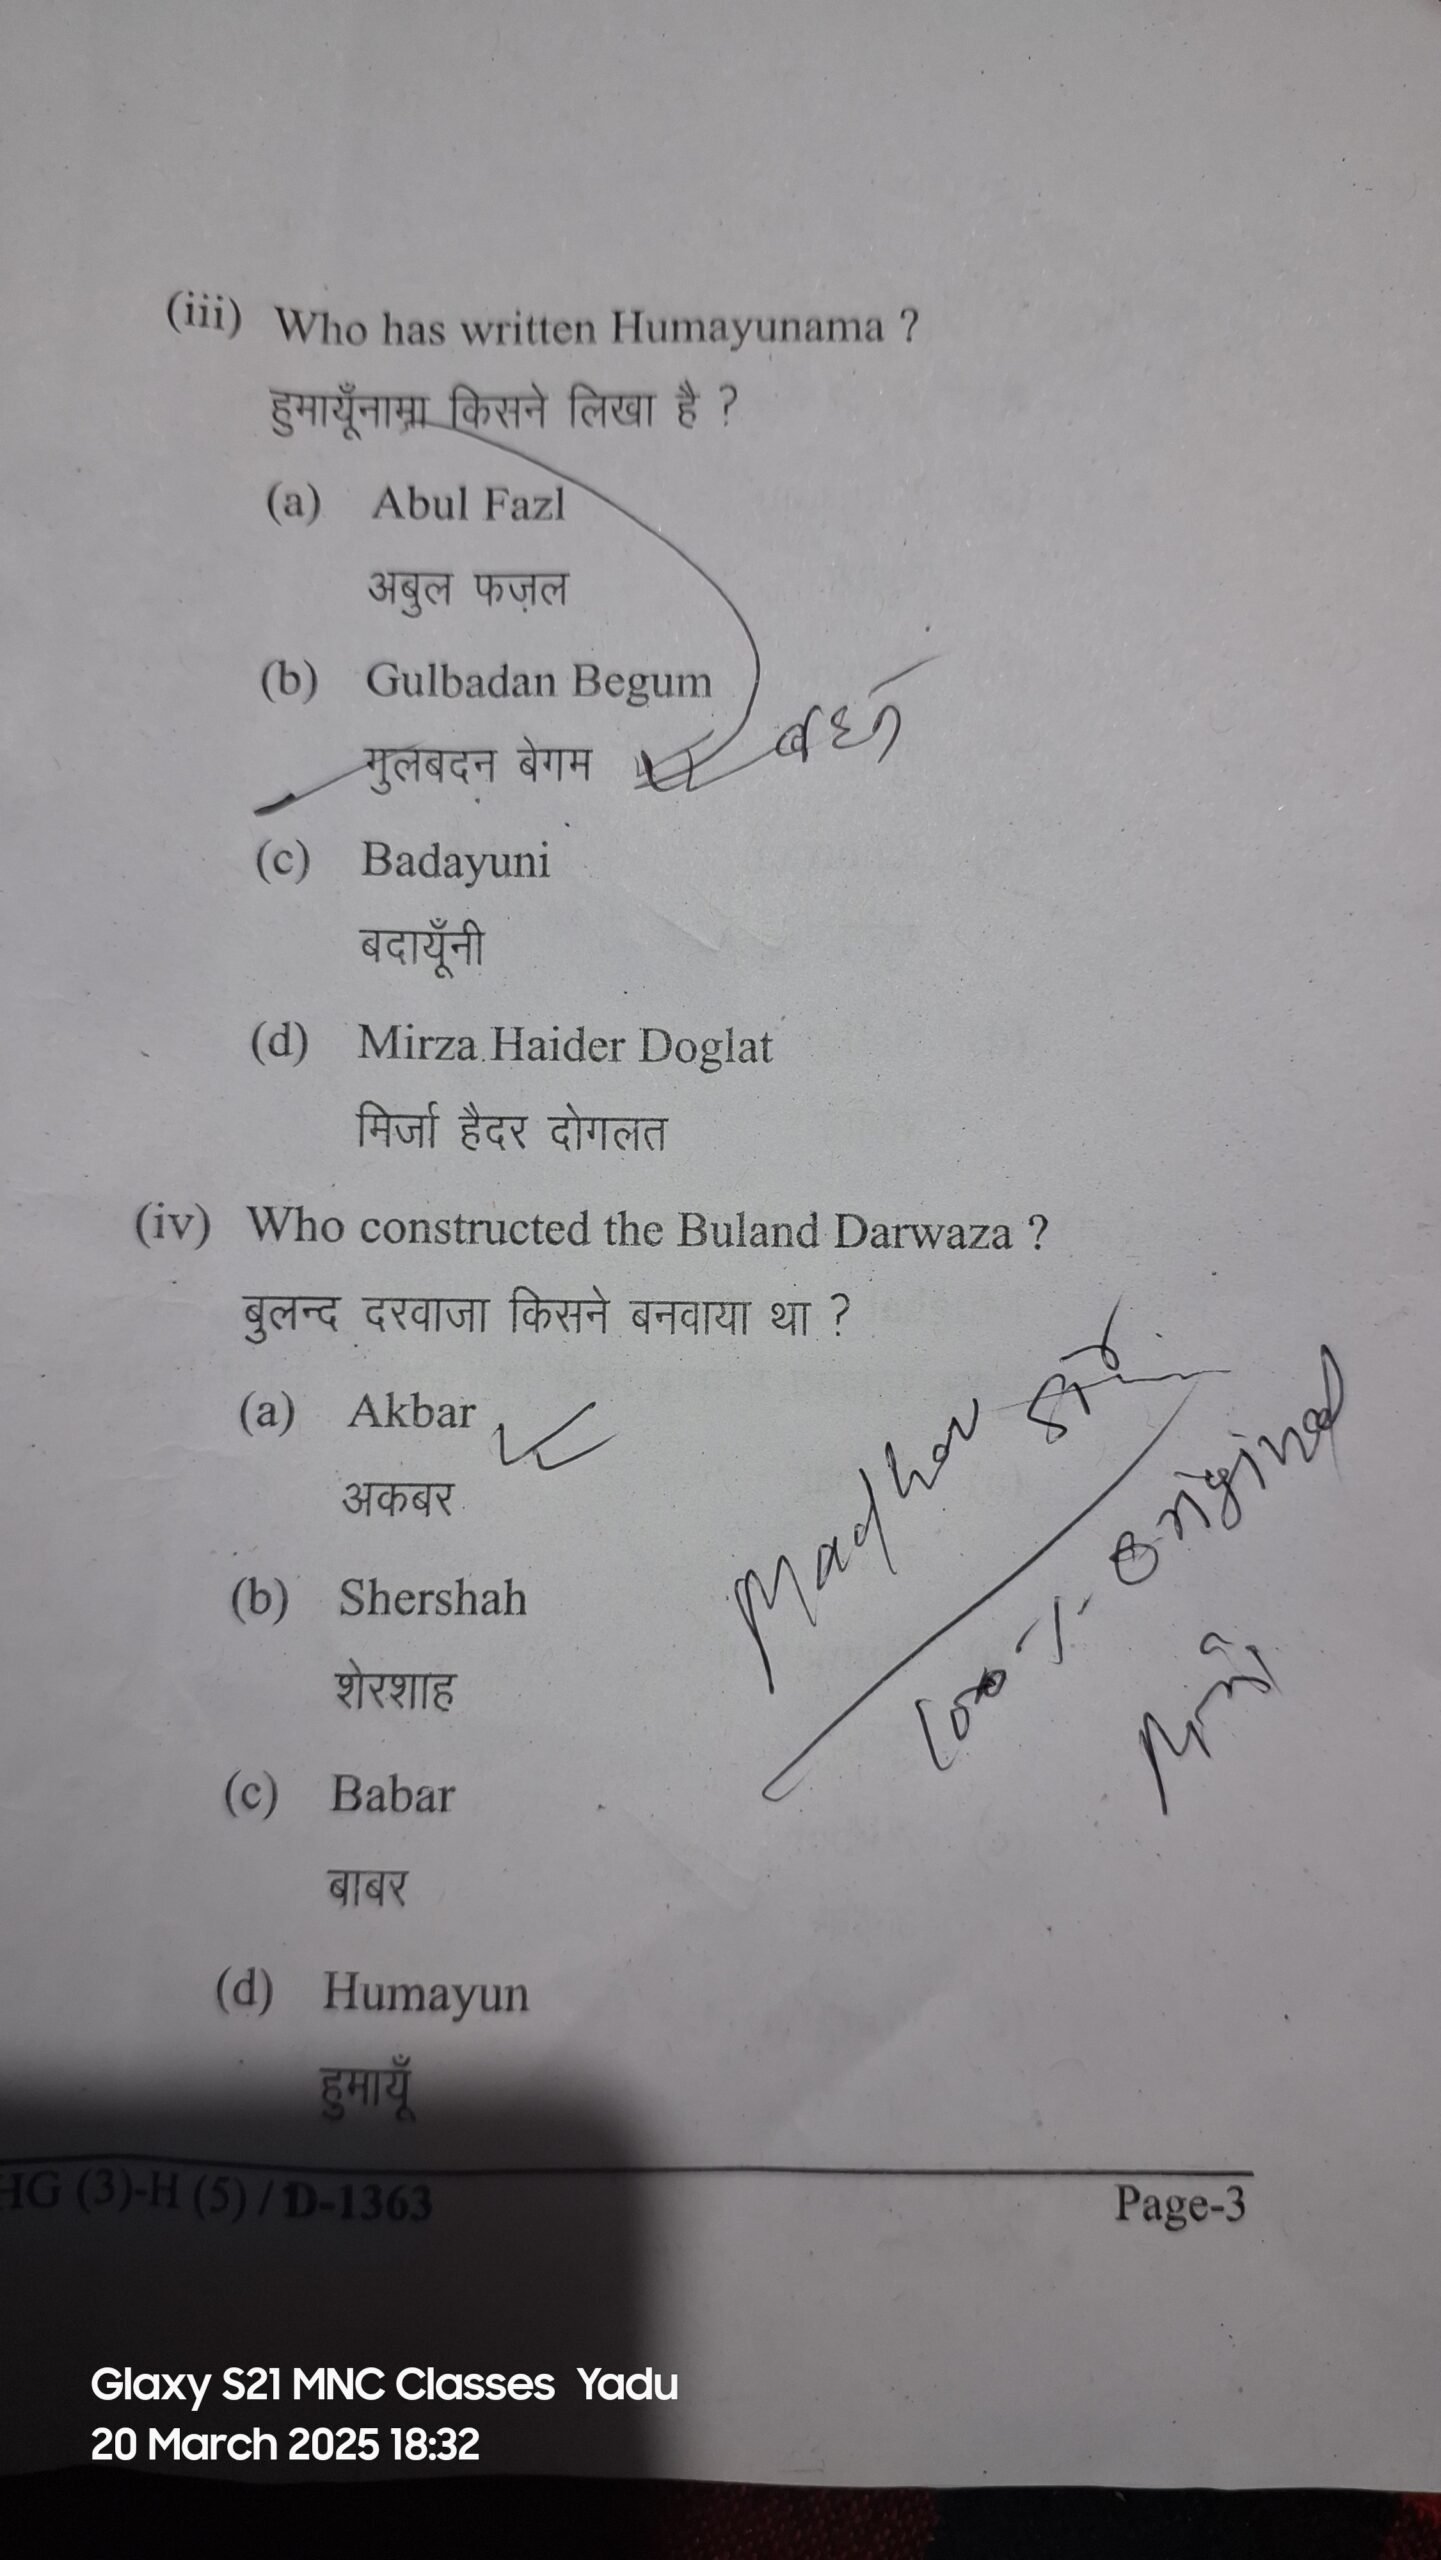 (iii) Who has written Humayunama ?
हुमायूँनामा किसने लिखा है ?
(a) Abul Fazl
अबुल फज़ल
(b) Gulbadan Begum
गुलबदन बेगम
(c) Badayuni
बदायूँनी
(d) Mirza Haider Doglat
मिर्जा हैदर दोगलत
(iv) Who constructed the Buland Darwaza ?
बुलन्द दरवाजा किसने बनवाया था ?
(a) Akbar
अकबर
(b) Shershah
शेरशाह
(c) Babar
बाबर
(d) Humayun
हुमायूँ
Madhav
100 % Original
HG (3)-H (5) / D-1363
Page-3
Glaxy S21 MNC Classes Yadu
20 March 2025 18:32